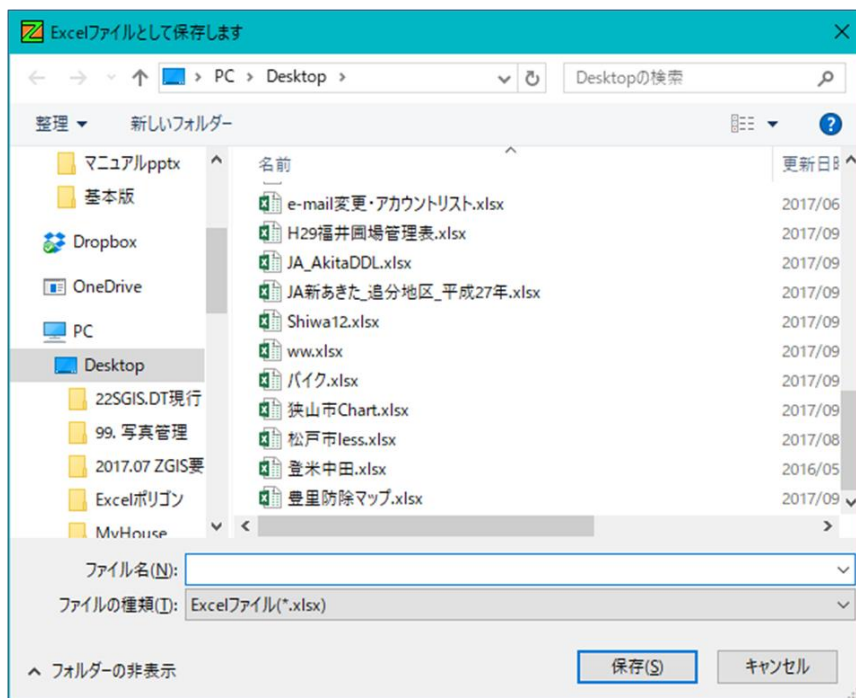 Excelファイルとして保存します
PC > Desktop >
Desktopの検索
整理
新しいフォルダー
マニュアルpptx
基本版
Dropbox
OneDrive
PC
Desktop
22SGIS.DT現行
99. 写真管理
2017.07 ZGIS要
Excelポリゴン
MyHouse
名前
更新日時
e-mail変更・アカウントリスト.xlsx
2017/06
H29福井圃場管理表.xlsx
2017/09
JA_AkitaDDL.xlsx
2017/09
JA新あきた_追分地区_平成27年.xlsx
2017/09
Shiwa12.xlsx
2017/09
ww.xlsx
2017/09
バイク.xlsx
2017/09
狭山市Chart.xlsx
2017/09
松戸市less.xlsx
2017/08
登米中田.xlsx
2016/05
豊里防除マップ.xlsx
2017/09
ファイル名(N):
ファイルの種類(T): Excelファイル(*.xlsx)
フォルダーの非表示
保存(S)
キャンセル